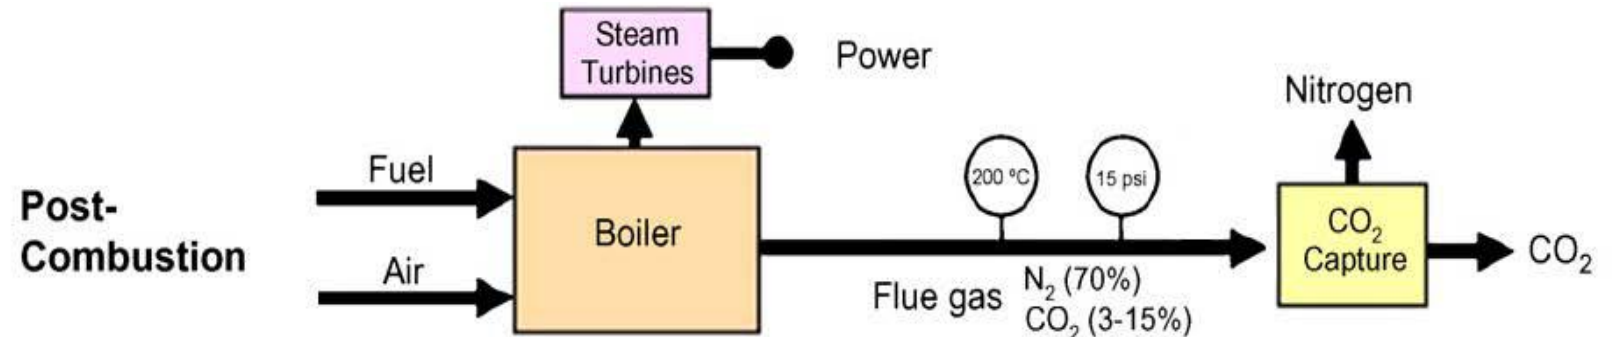 Steam
Turbines
Power
Nitrogen
Fuel
200 ºC
15 psi
Post-
Combustion
Boiler
CO₂
Capture
CO₂
Air
Flue gas
N₂ (70%)
CO₂ (3-15%)